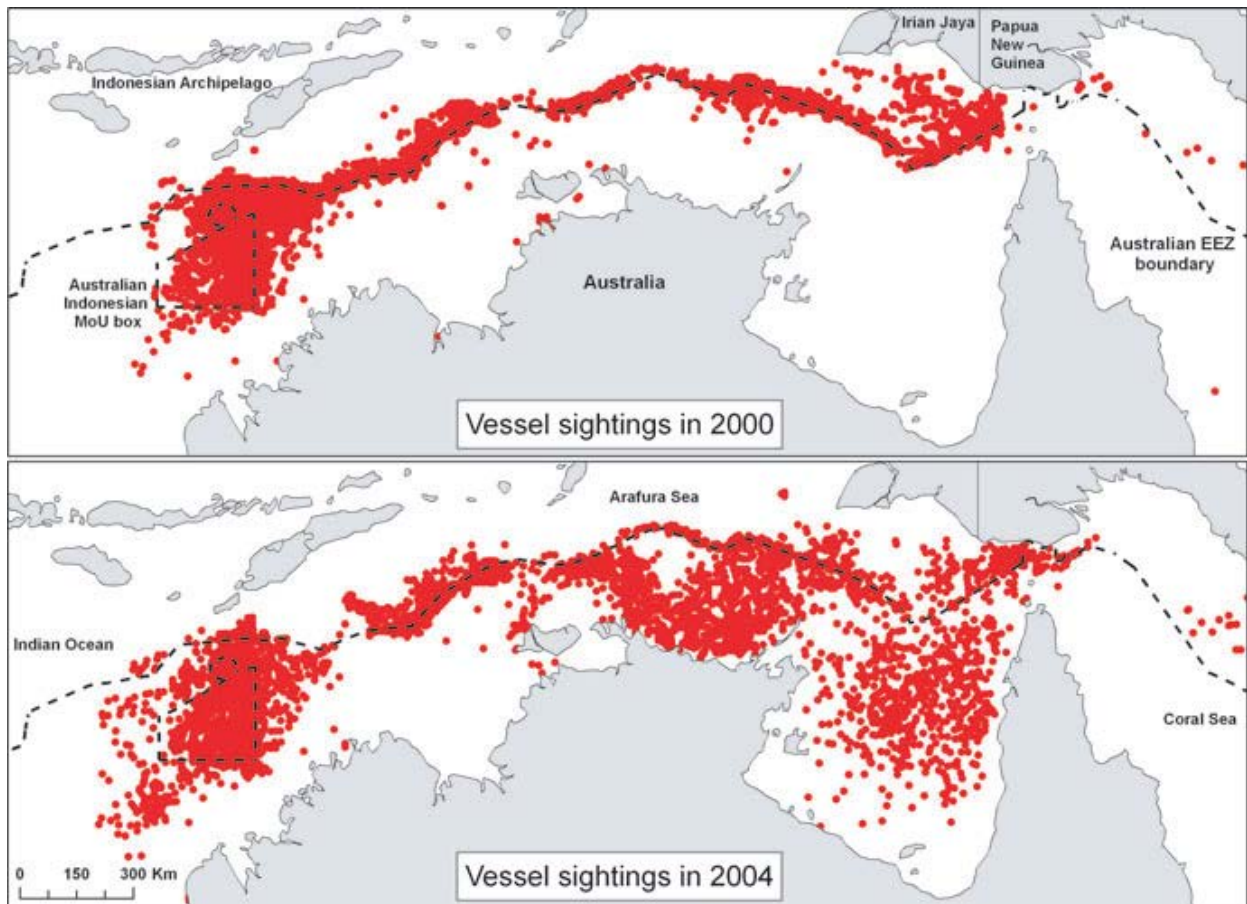 Irian Jaya
Papua
New
Guinea
Indonesian Archipelago
Australian
Indonesian
MoU box
Australia
Australian EEZ
boundary
Vessel sightings in 2000
Arafura Sea
Indian Ocean
Coral Sea
0 150 300 Km
Vessel sightings in 2004